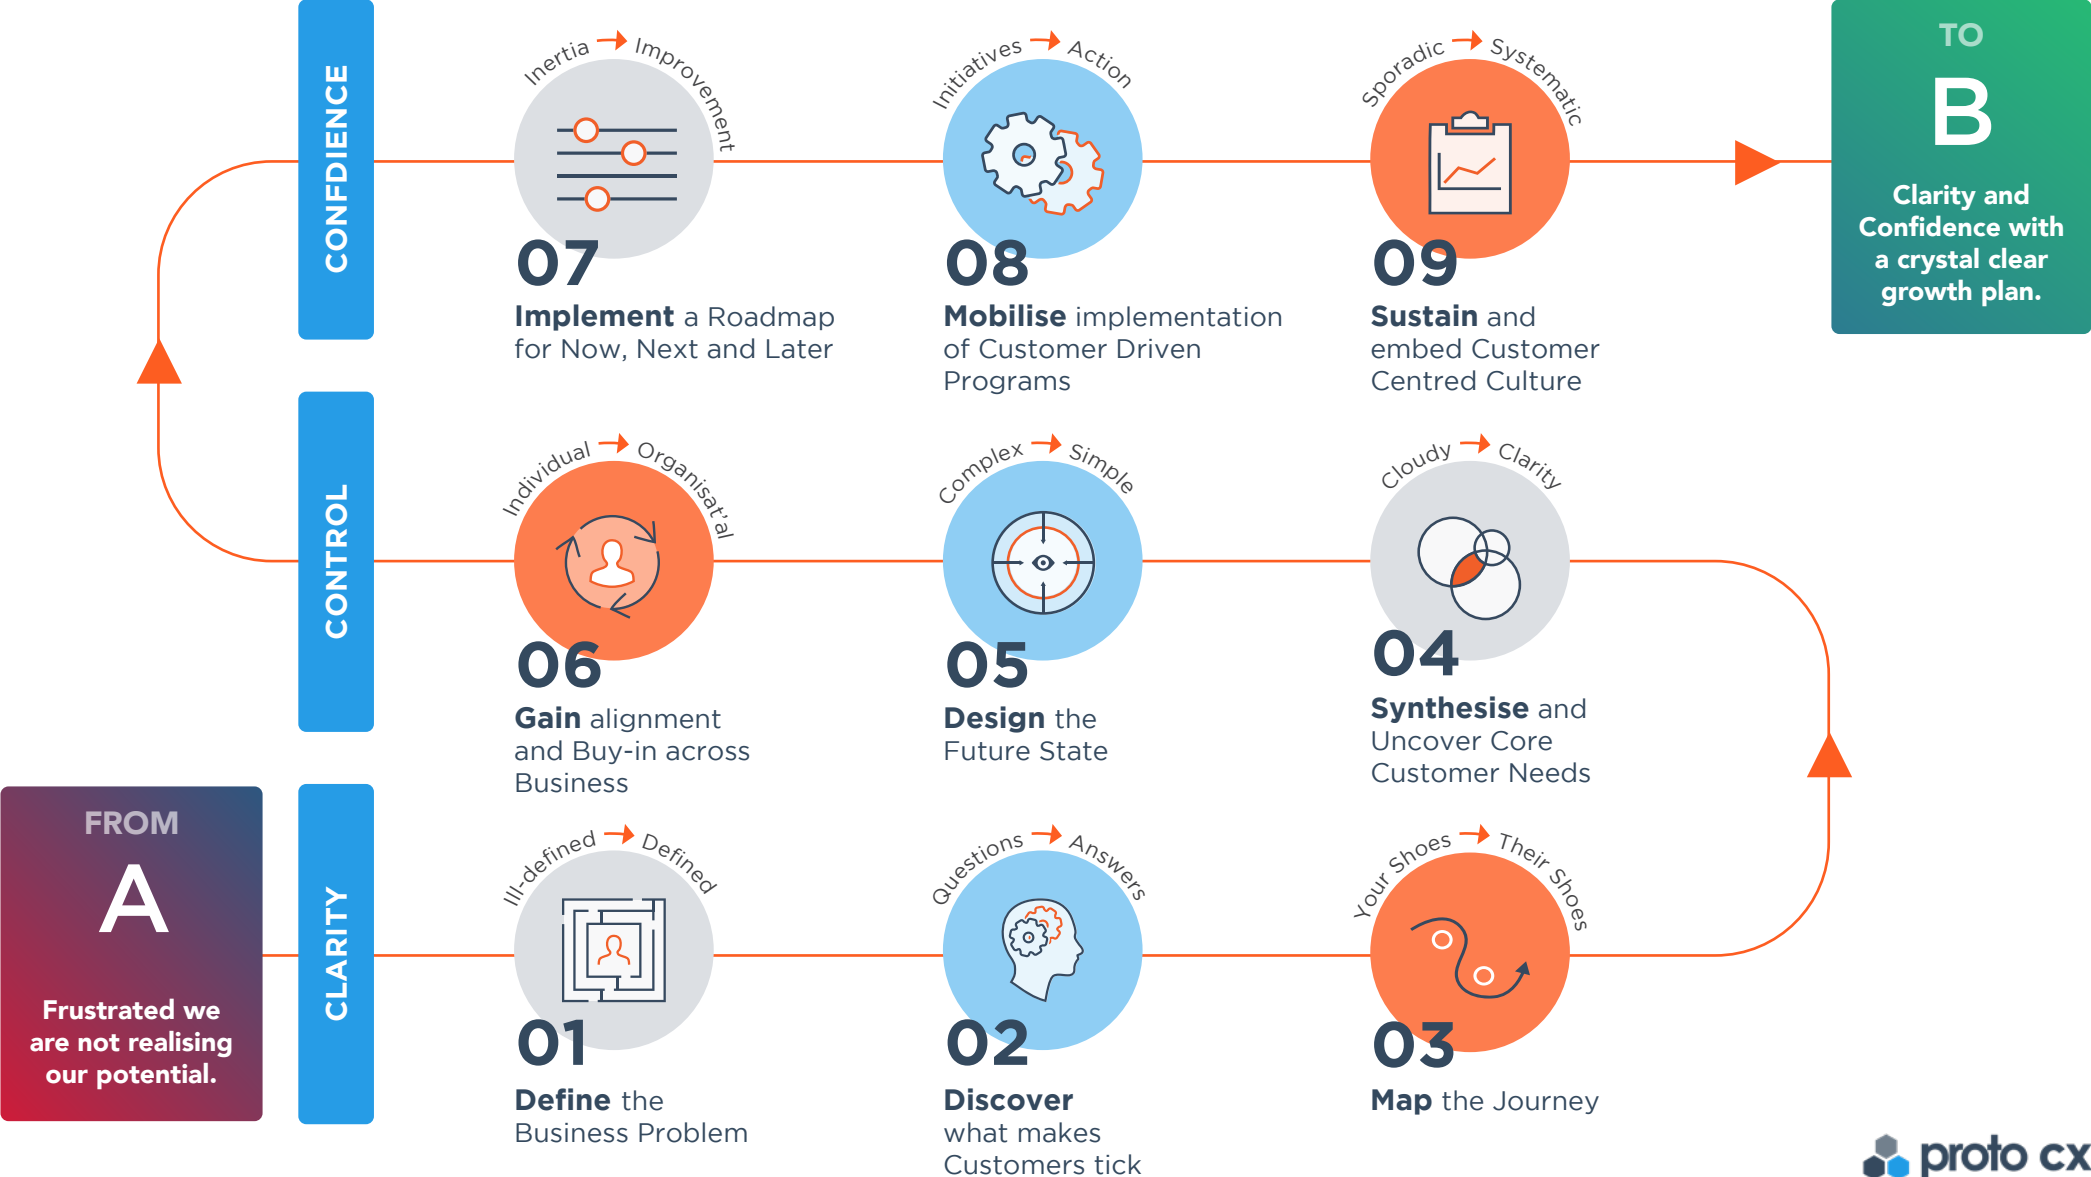 CONFDIENCE
Inertia → Improvement
07
Implement a Roadmap
for Now, Next and Later
Initiatives → Action
08
Mobilise implementation
of Customer Driven
Programs
Sporadic → Systematic
09
Sustain and
embed Customer
Centred Culture
TO
B
Clarity and
Confidence with
a crystal clear
growth plan.
CONTROL
Individual → Organisat'al
06
Gain alignment
and Buy-in across
Business
Complex → Simple
05
Design the
Future State
Cloudy → Clarity
04
Synthesise and
Uncover Core
Customer Needs
FROM
A
Frustrated we
are not realising
our potential.
CLARITY
Ill-defined → Defined
01
Define the
Business Problem
Questions → Answers
02
Discover
what makes
Customers tick
Your Shoes → Their Shoes
03
Map the Journey
proto cx